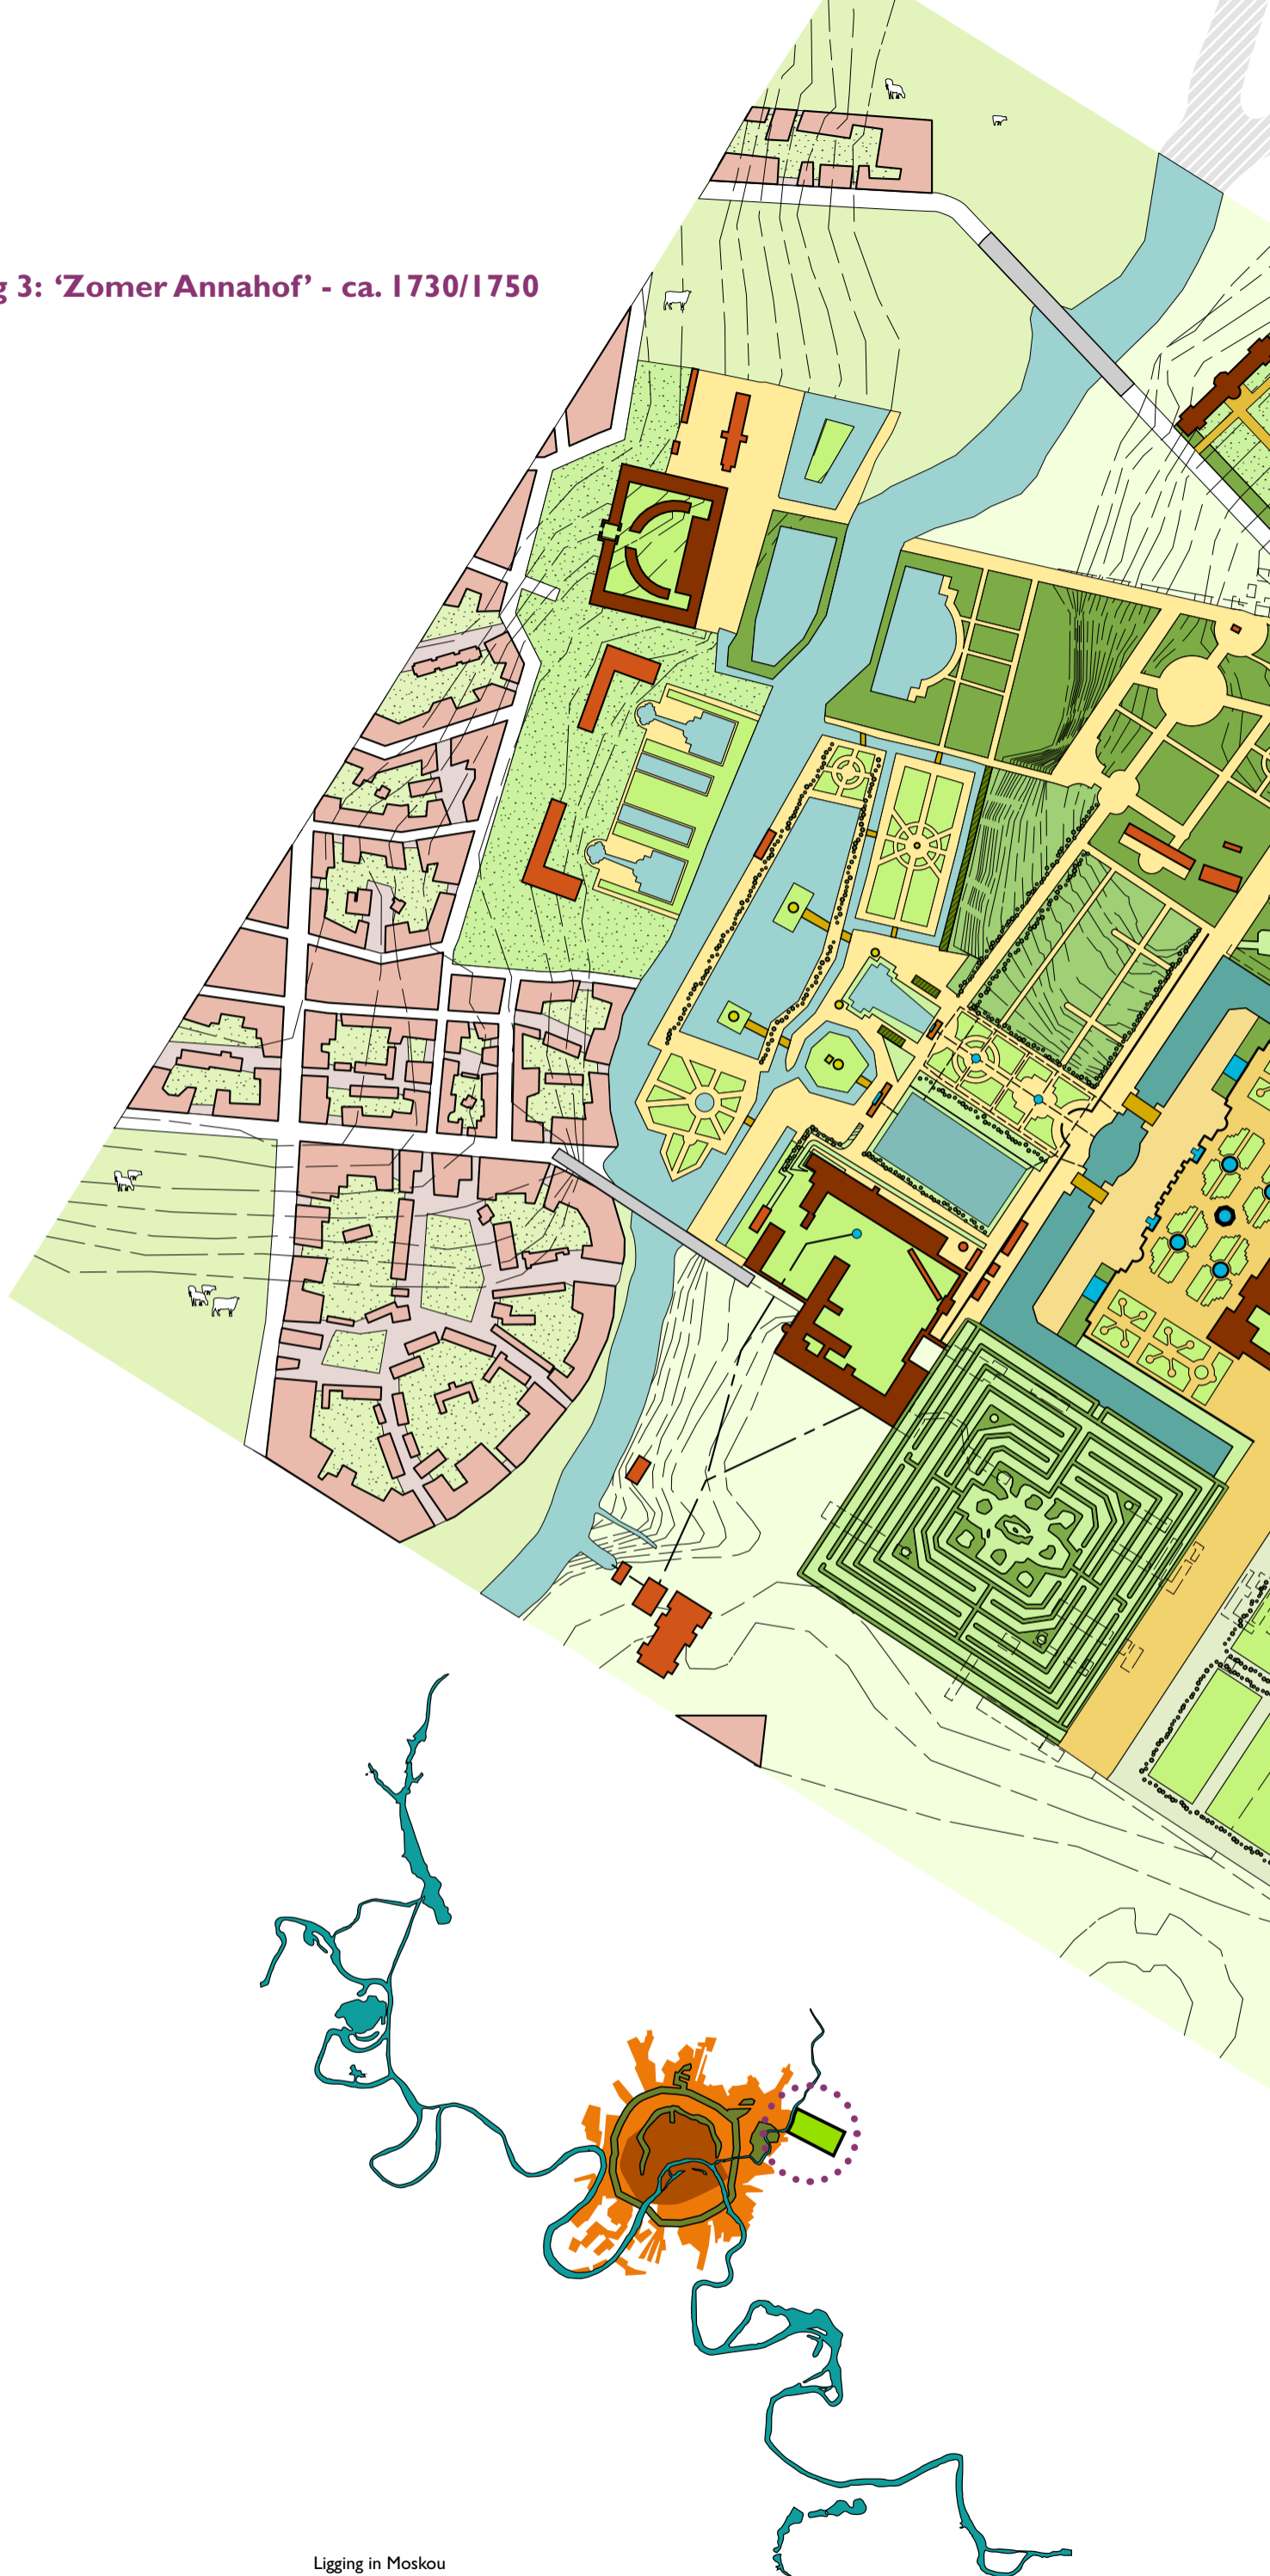 g 3: ‘Zomer Annahof’ - ca. 1730/1750
Ligging in Moskou